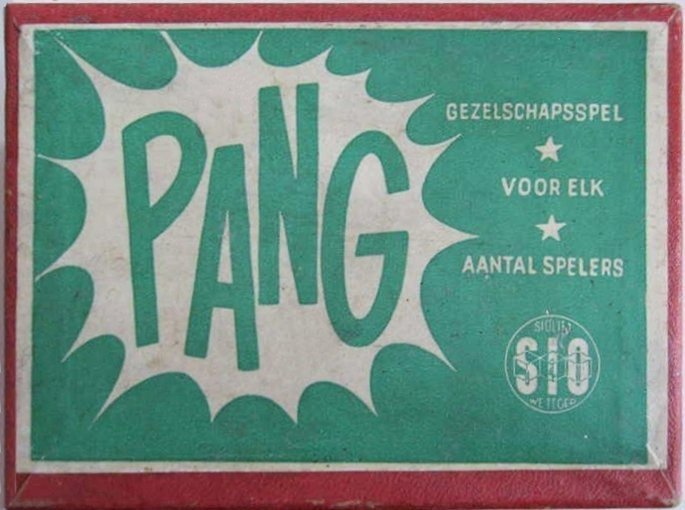 PANG
GEZELSCHAPSSPEL
VOOR ELK
AANTAL SPELERS
SIO